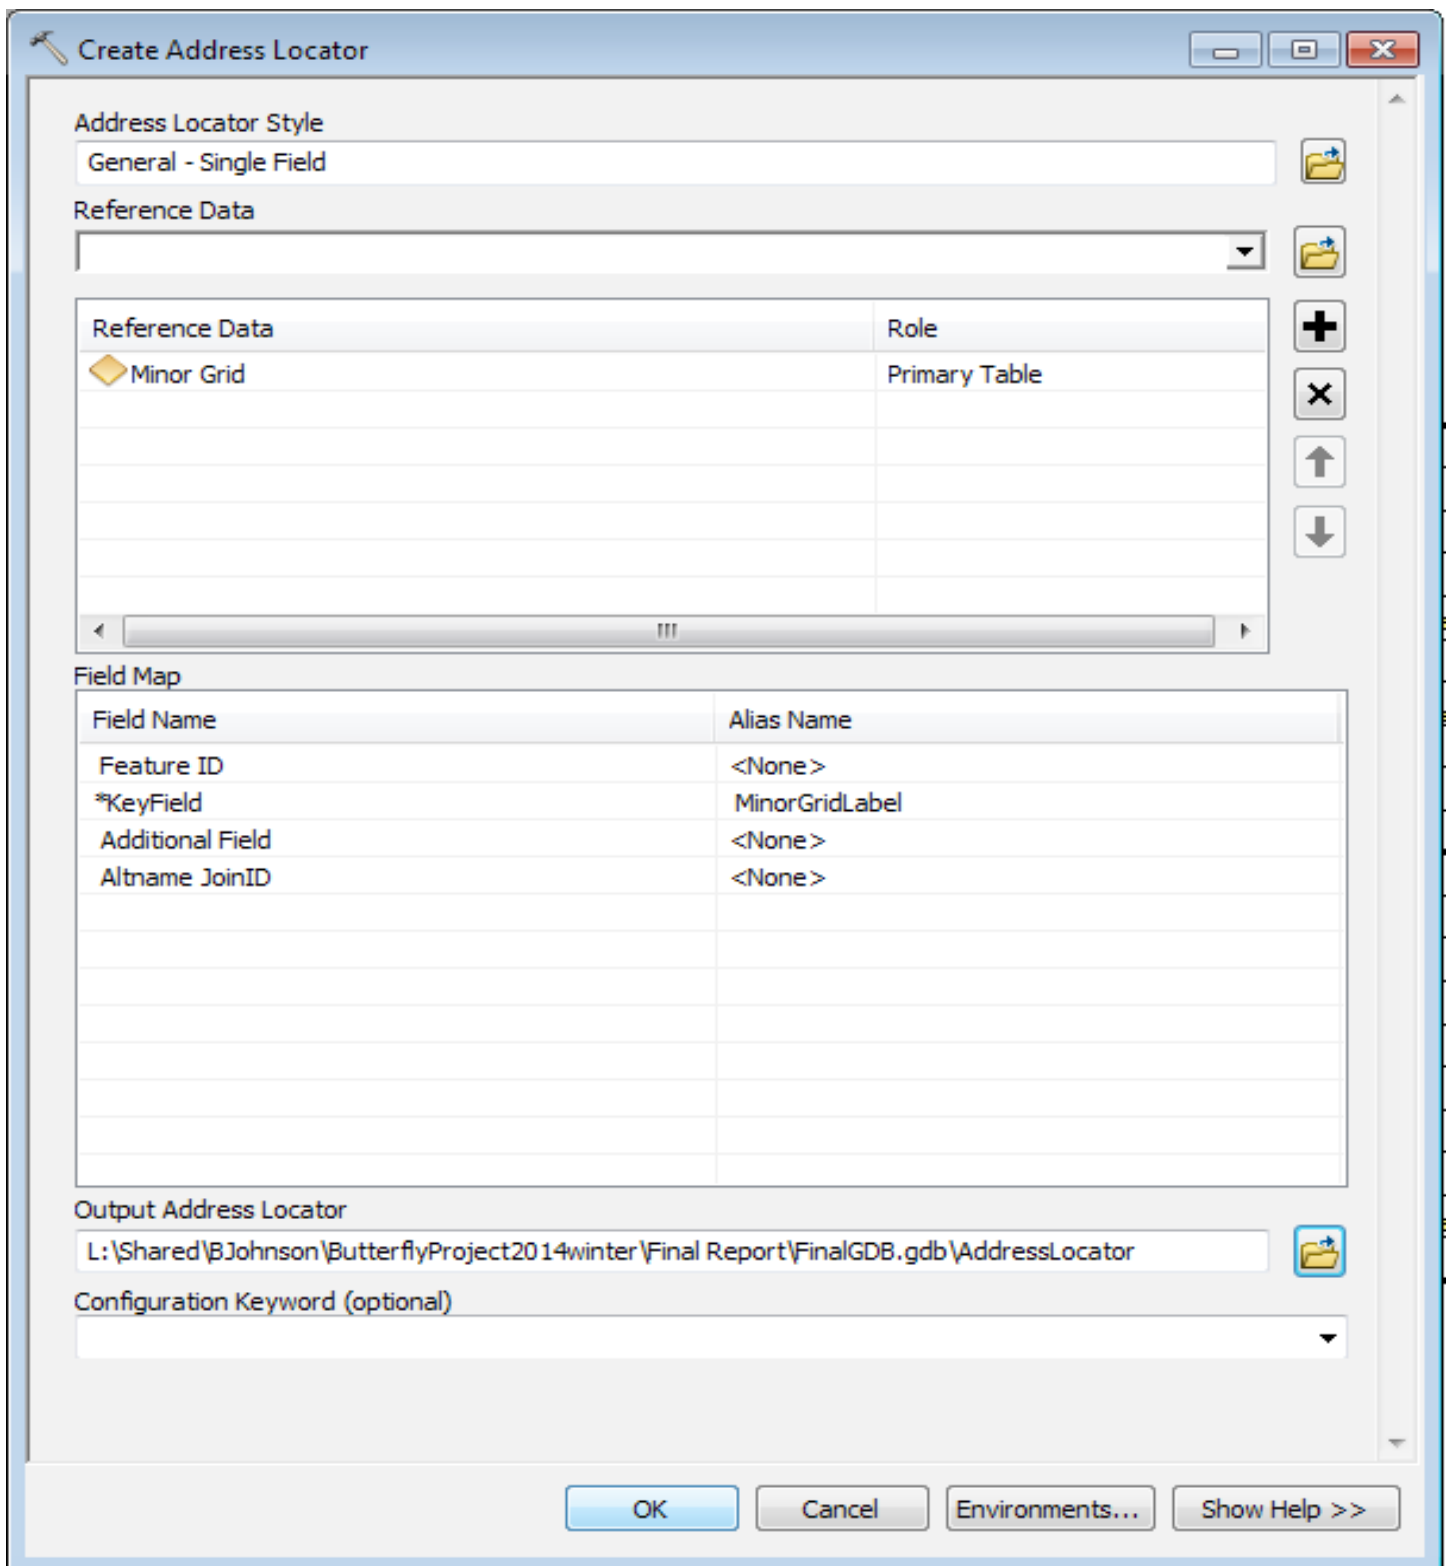 Create Address Locator
Address Locator Style
General - Single Field
Reference Data
Reference Data Role
Minor Grid Primary Table
Field Map
Field Name Alias Name
Feature ID <None>
*KeyField MinorGridLabel
Additional Field <None>
Altname JoinID <None>
Output Address Locator
L:\Shared\BJohnson\ButterflyProject2014winter\Final Report\FinalGDB.gdb\AddressLocator
Configuration Keyword (optional)
OK Cancel Environments... Show Help >>